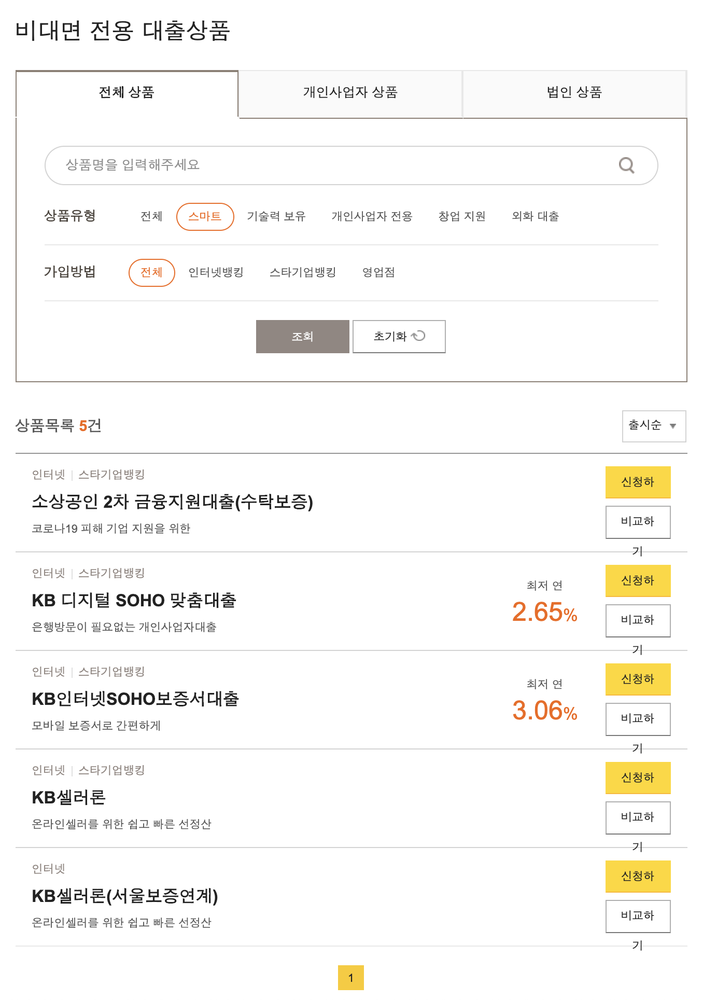 비대면 전용 대출상품
전체 상품 개인사업자 상품 법인 상품
상품명을 입력해주세요
상품유형 전체 스마트 기술력 보유 개인사업자 전용 창업 지원 외화 대출
가입방법 전체 인터넷뱅킹 스타기업뱅킹 영업점
조회 초기화
상품목록 5건 출시순
인터넷 | 스타기업뱅킹
소상공인 2차 금융지원대출(수탁보증)
코로나19 피해 기업 지원을 위한
신청하
비교하
기
인터넷 | 스타기업뱅킹
KB 디지털 SOHO 맞춤대출
은행방문이 필요없는 개인사업자대출
최저 연
2.65%
신청하
비교하
기
인터넷 | 스타기업뱅킹
KB인터넷SOHO보증서대출
모바일 보증서로 간편하게
최저 연
3.06%
신청하
비교하
기
인터넷 | 스타기업뱅킹
KB셀러론
온라인셀러를 위한 쉽고 빠른 선정산
신청하
비교하
기
인터넷
KB셀러론(서울보증연계)
온라인셀러를 위한 쉽고 빠른 선정산
신청하
비교하
기
1